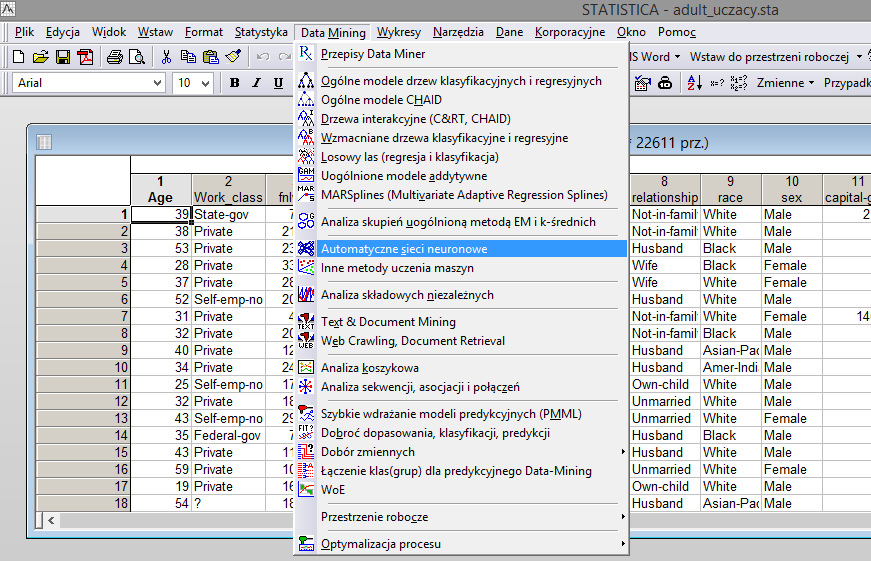 STATISTICA - adult_uczacy.sta
Plik Edycja Widok Wstaw Format Statystyka Data Mining Wykresy Narzędzia Dane Korporacyjne Okno Pomoc
Word Wstaw do przestrzeni roboczej
Arial 10 B I U Zmienne Przypadki
Przepisy Data Miner
Ogólne modele drzew klasyfikacyjnych i regresyjnych
Ogólne modele CHAID
Drzewa interakcyjne (C&RT, CHAID)
Wzmacniane drzewa klasyfikacyjne i regresyjne
Losowy las (regresja i klasyfikacja)
Uogólnione modele addytywne
MARSplines (Multivariate Adaptive Regression Splines)
Analiza skupień uogólnioną metodą EM i k-średnich
Automatyczne sieci neuronowe
Inne metody uczenia maszyn
Analiza składowych niezależnych
Text & Document Mining
Web Crawling, Document Retrieval
Analiza koszykowa
Analiza sekwencji, asocjacji i połączeń
Szybkie wdrażanie modeli predykcyjnych (PMML)
Dobroć dopasowania, klasyfikacji, predykcji
Dobór zmiennych
Łączenie klas(grup) dla predykcyjnego Data-Mining
WoE
Przestrzenie robocze
Optymalizacja procesu
* 22611 prz.)
1 2 8 9 10 11
Age Work_class fnl relationship race sex capital-g
1 39 State-gov 7 Not-in-famil White Male 2
2 38 Private 21 Not-in-famil White Male
3 53 Private 23 Husband Black Male
4 28 Private 33 Wife Black Female
5 37 Private 28 Wife White Female
6 52 Self-emp-no 20 Husband White Male
7 31 Private 4 Not-in-famil White Female 14
8 32 Private 20 Not-in-famil Black Male
9 40 Private 12 Husband Asian-Pac Male
10 34 Private 24 Husband Amer-Indi Male
11 25 Self-emp-no 17 Own-child White Male
12 32 Private 18 Unmarried White Male
13 43 Self-emp-no 29 Unmarried White Female
14 35 Federal-gov 7 Husband Black Male
15 43 Private 11 Husband White Male
16 59 Private 10 Unmarried White Female
17 19 Private 16 Own-child White Male
18 54 ? 18 Husband Asian-Pac Male